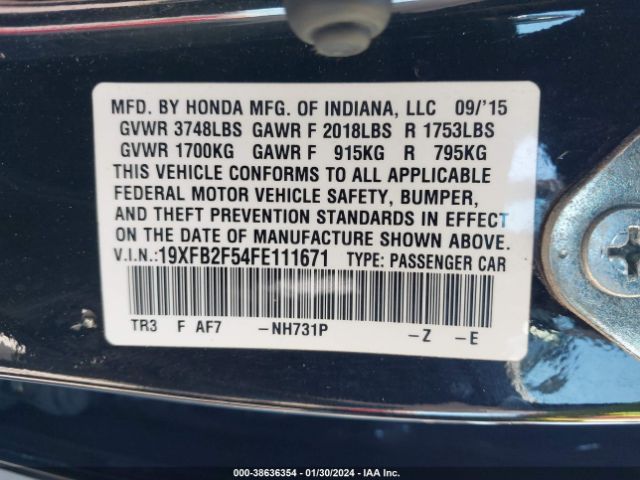 MFD. BY HONDA MFG. OF INDIANA, LLC 09/'15
GVWR 3748LBS GAWR F 2018LBS R 1753LBS
GVWR 1700KG GAWR F 915KG R 795KG
THIS VEHICLE CONFORMS TO ALL APPLICABLE
FEDERAL MOTOR VEHICLE SAFETY, BUMPER,
AND THEFT PREVENTION STANDARDS IN EFFECT
ON THE DATE OF MANUFACTURE SHOWN ABOVE.
V.I.N.:19XFB2F54FE111671 TYPE: PASSENGER CAR
TR3 F AF7 -NH731P -Z -E
© - 38636354 - 01/30/2024 - IAA Inc.